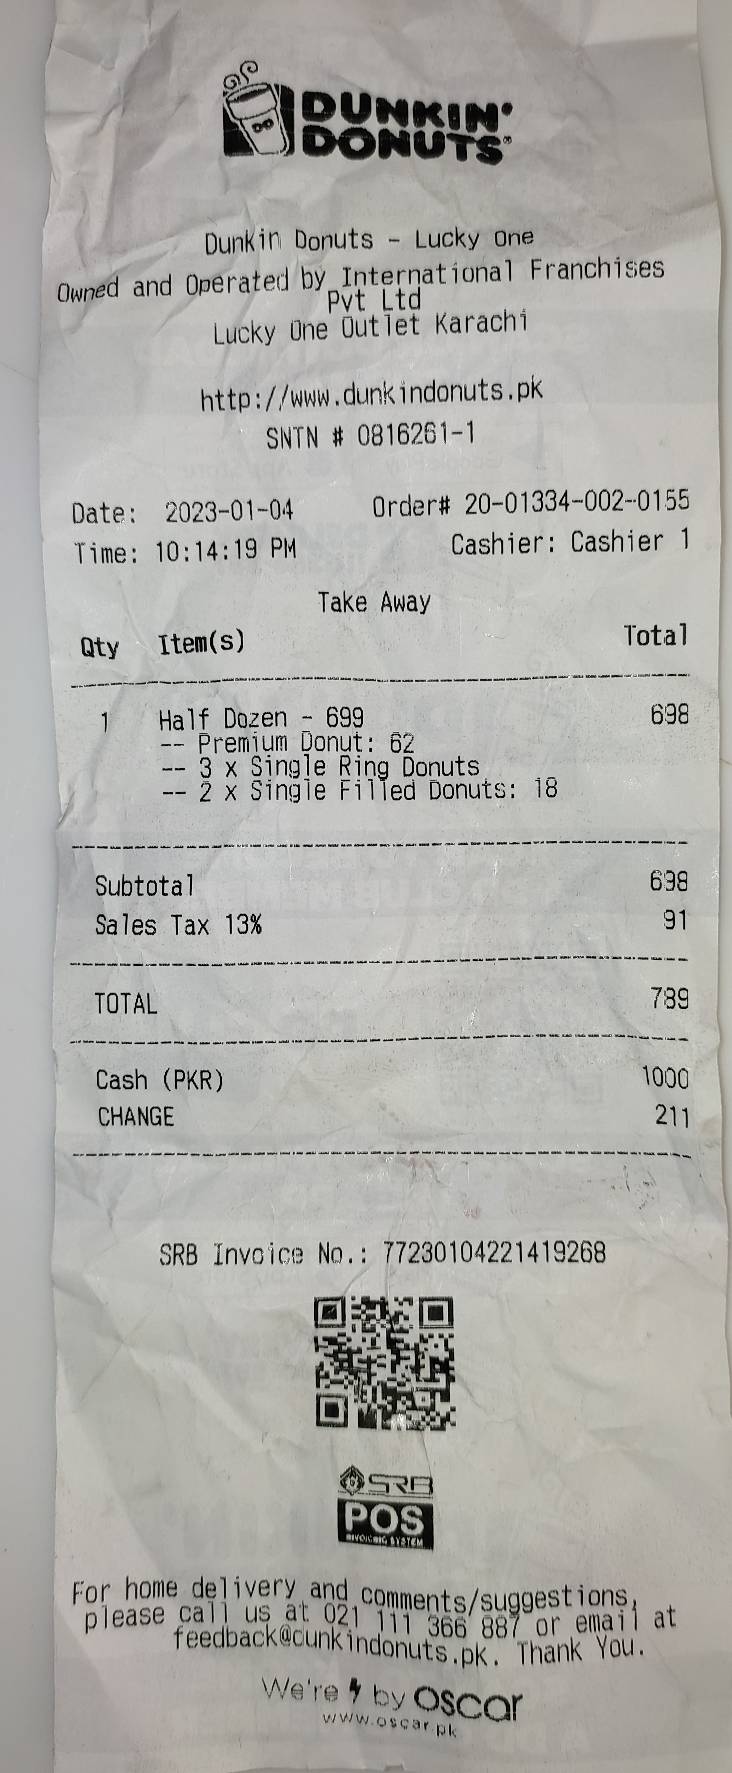 DUNKIN'
DONUTS
Dunkin Donuts - Lucky One
Owned and Operated by International Franchises
Pvt Ltd
Lucky One Outlet Karachi
http://www.dunkindonuts.pk
SNTN # 0816261-1
Date: 2023-01-04 Order# 20-01334-002-0155
Time: 10:14:19 PM Cashier: Cashier 1
Take Away
Qty Item(s) Total
1 Half Dozen - 699 698
-- Premium Donut: 62
-- 3 x Single Ring Donuts
-- 2 x Single Filled Donuts: 18
Subtotal 698
Sales Tax 13% 91
TOTAL 789
Cash (PKR) 1000
CHANGE 211
SRB Invoice No.: 77230104221419268
SRB
POS
INVOICING SYSTEM
For home delivery and comments/suggestions,
please call us at 021 111 366 887 or email at
feedback@dunkindonuts.pk. Thank You.
We're by oscar
www.oscar.pk